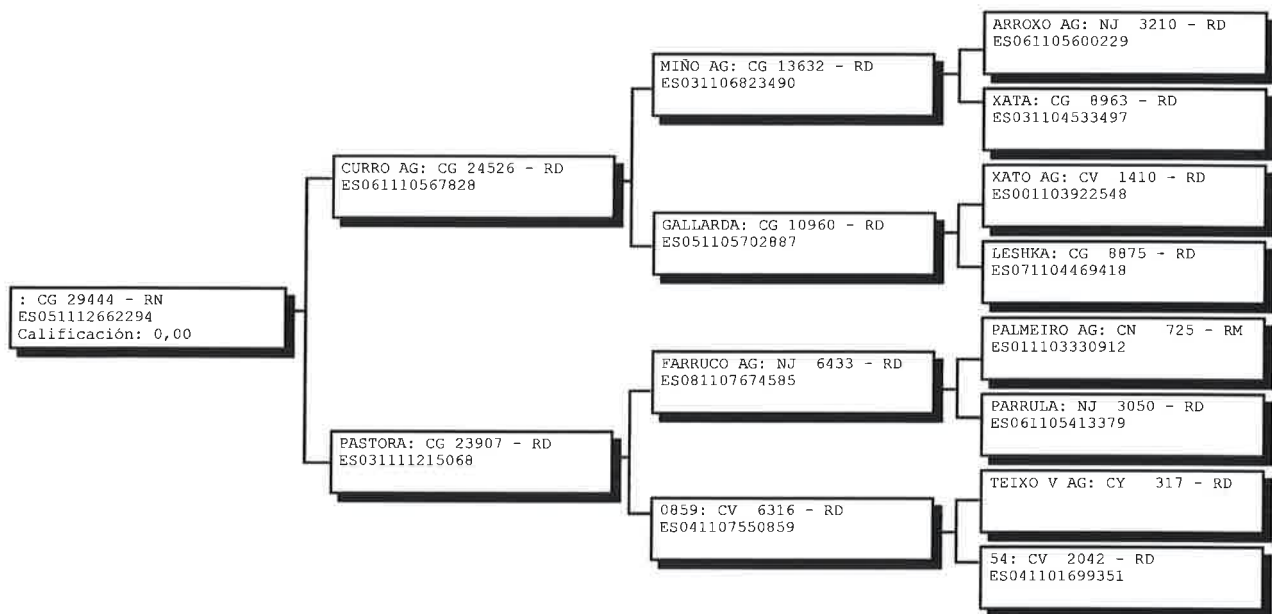 ARROXO AG: NJ 3210 - RD
ES061105600229
MIÑO AG: CG 13632 - RD
ES031106823490
XATA: CG 8963 - RD
ES031104533497
CURRO AG: CG 24526 - RD
ES061110567828
XATO AG: CV 1410 - RD
ES001103922548
GALLARDA: CG 10960 - RD
ES051105702887
LESHKA: CG 8875 - RD
ES071104469418
: CG 29444 - RN
ES051112662294
Calificación: 0,00
PALMEIRO AG: CN 725 - RM
ES011103330912
FARRUCO AG: NJ 6433 - RD
ES081107674585
PARRULA: NJ 3050 - RD
ES061105413379
PASTORA: CG 23907 - RD
ES031111215068
TEIXO V AG: CY 317 - RD
0859: CV 6316 - RD
ES041107550859
54: CV 2042 - RD
ES041101699351